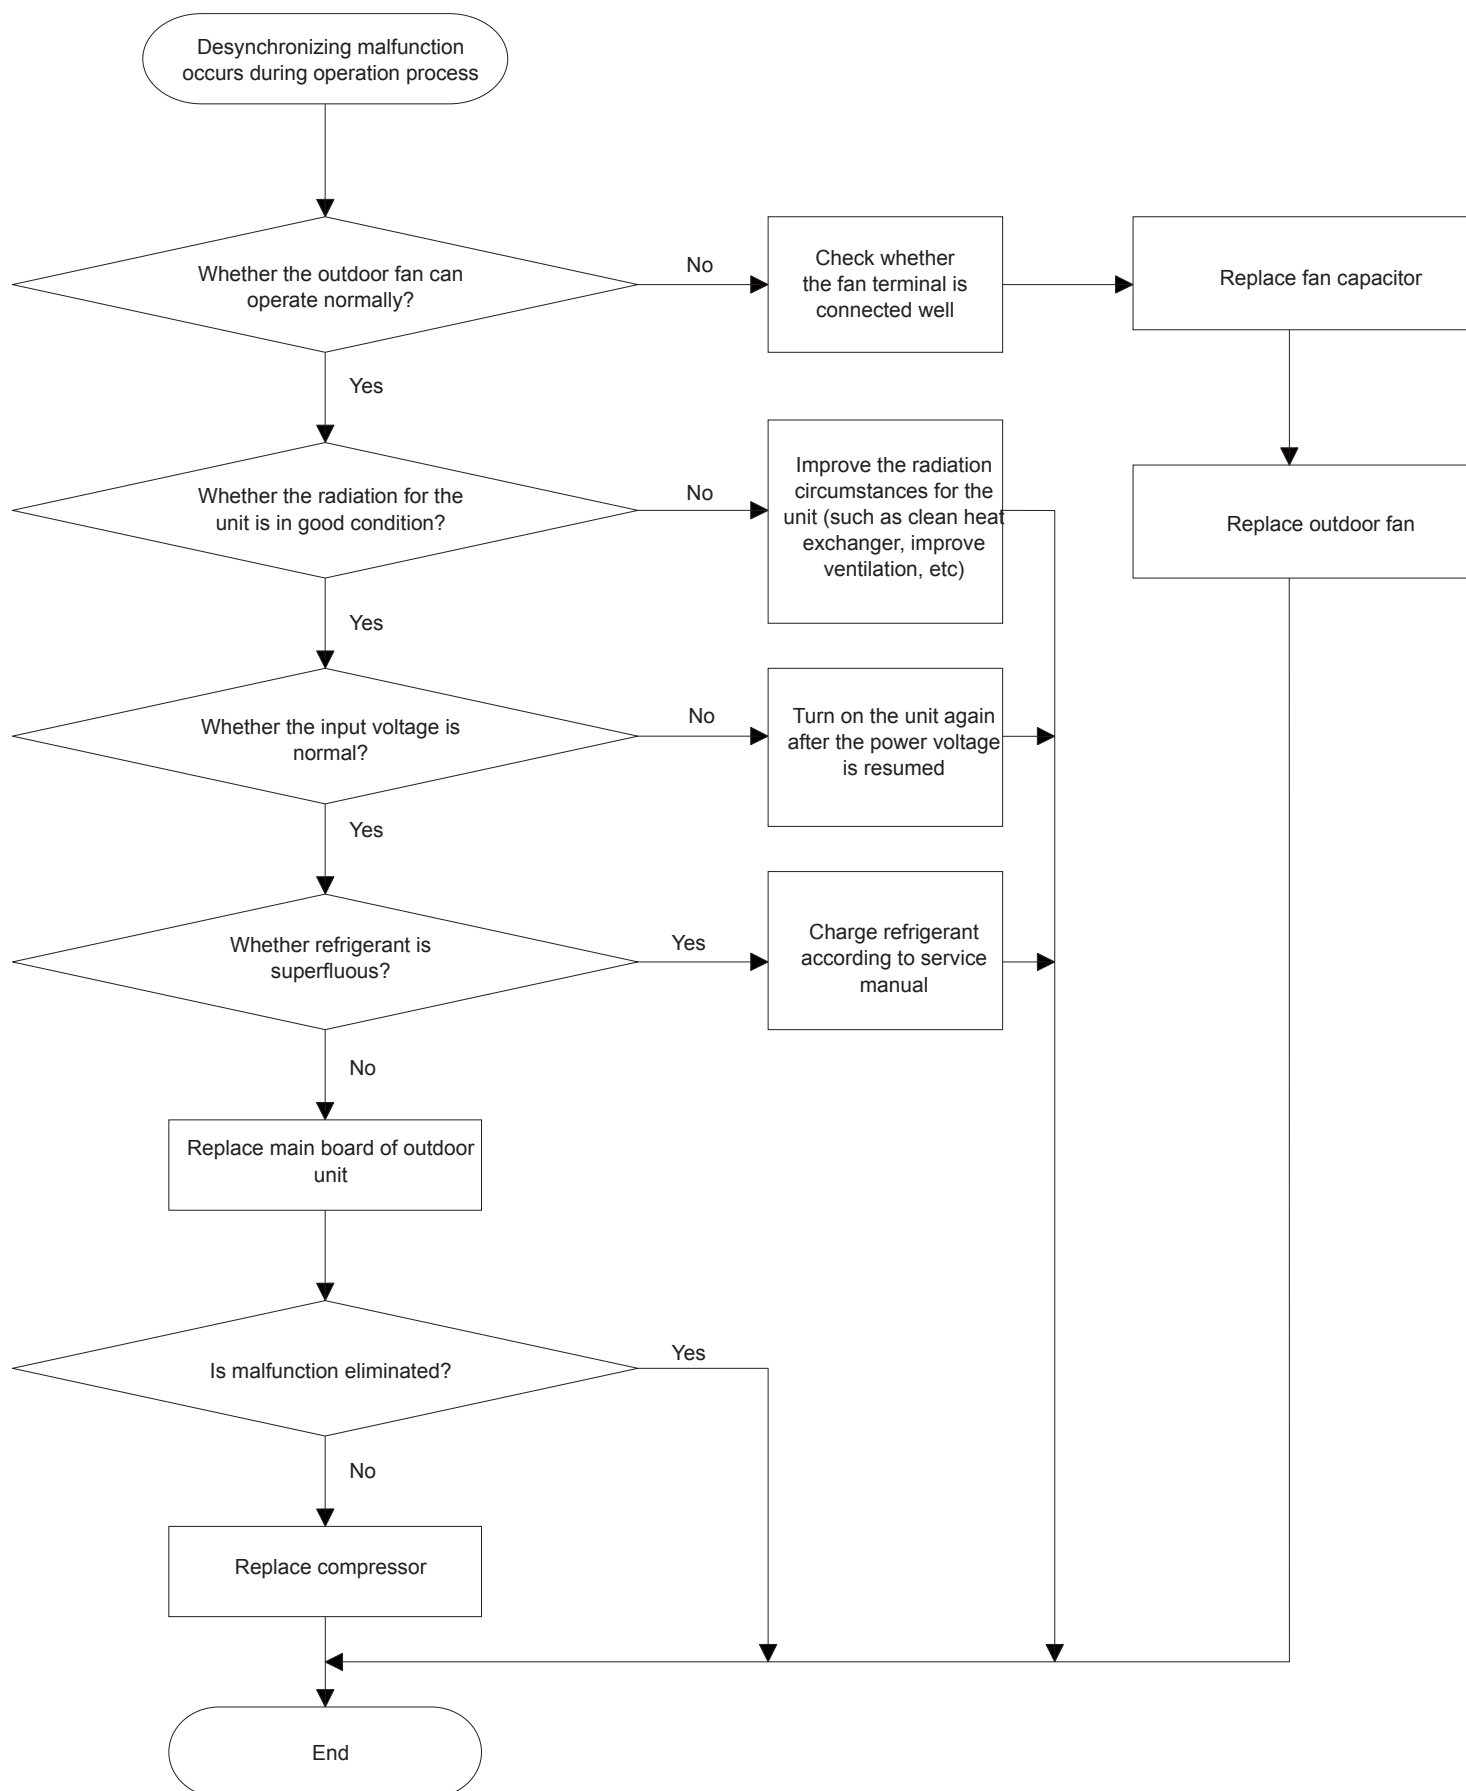 Desynchronizing malfunction
occurs during operation process
Whether the outdoor fan can
operate normally?
No
Check whether
the fan terminal is
connected well
Replace fan capacitor
Yes
Whether the radiation for the
unit is in good condition?
No
Improve the radiation
circumstances for the
unit (such as clean heat
exchanger, improve
ventilation, etc)
Replace outdoor fan
Yes
Whether the input voltage is
normal?
No
Turn on the unit again
after the power voltage
is resumed
Yes
Whether refrigerant is
superfluous?
Yes
Charge refrigerant
according to service
manual
No
Replace main board of outdoor
unit
Is malfunction eliminated?
Yes
No
Replace compressor
End